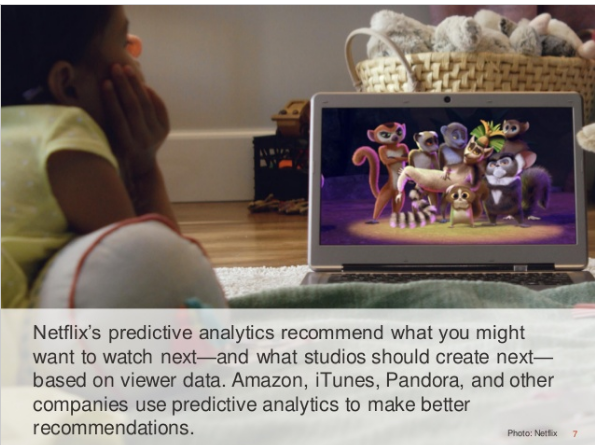 Netflix's predictive analytics recommend what you might
want to watch next—and what studios should create next—
based on viewer data. Amazon, iTunes, Pandora, and other
companies use predictive analytics to make better
recommendations.
Photo: Netflix 7